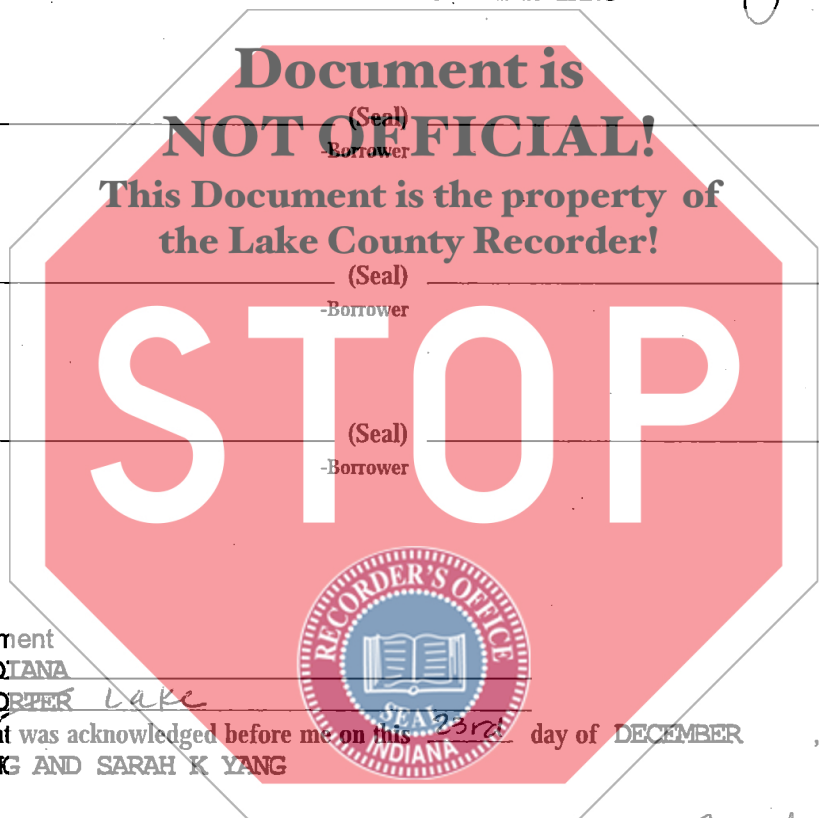 Document is
(Seal)
NOT OFFICIAL!
-Borrower
This Document is the property of
the Lake County Recorder!
(Seal)
-Borrower
STOP
(Seal)
-Borrower
RECORDER'S OFFICE
SEAL
INDIANA
ment
DIANA
ORTER Lake
was acknowledged before me on this 23rd day of DECEMBER ,
G AND SARAH K YANG